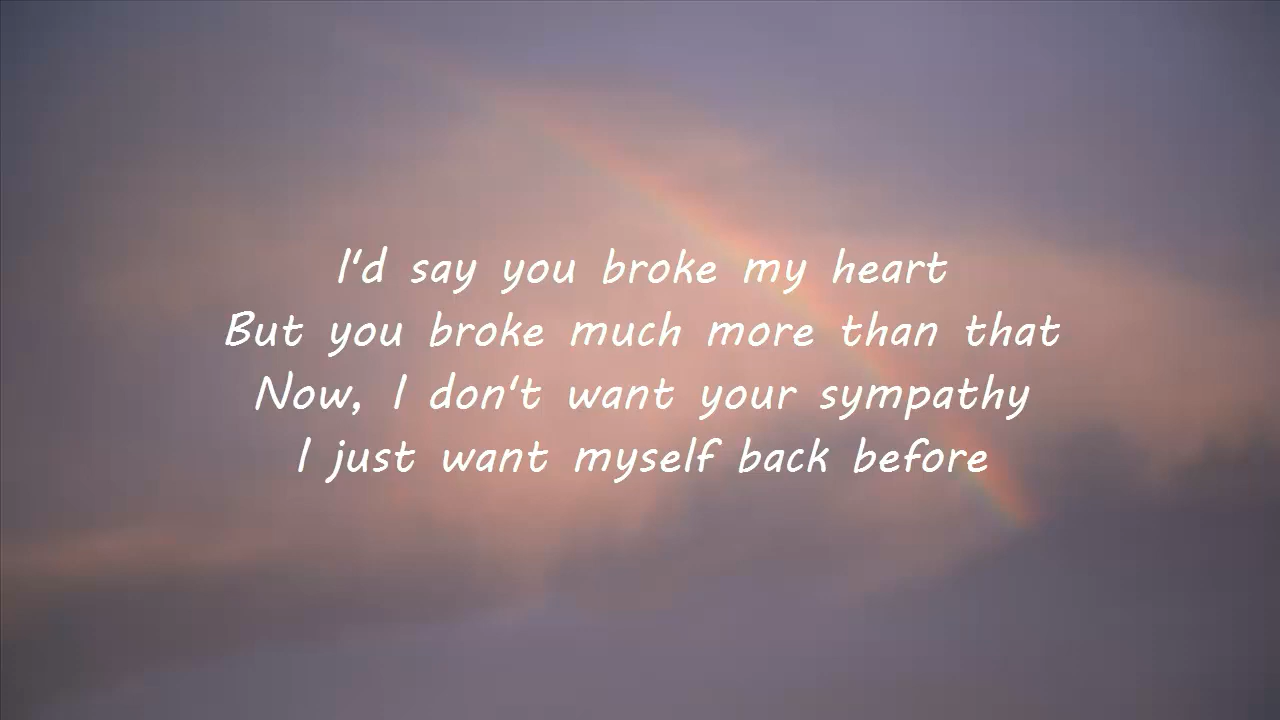 I'd say you broke my heart
But you broke much more than that
Now, I don't want your sympathy
I just want myself back before